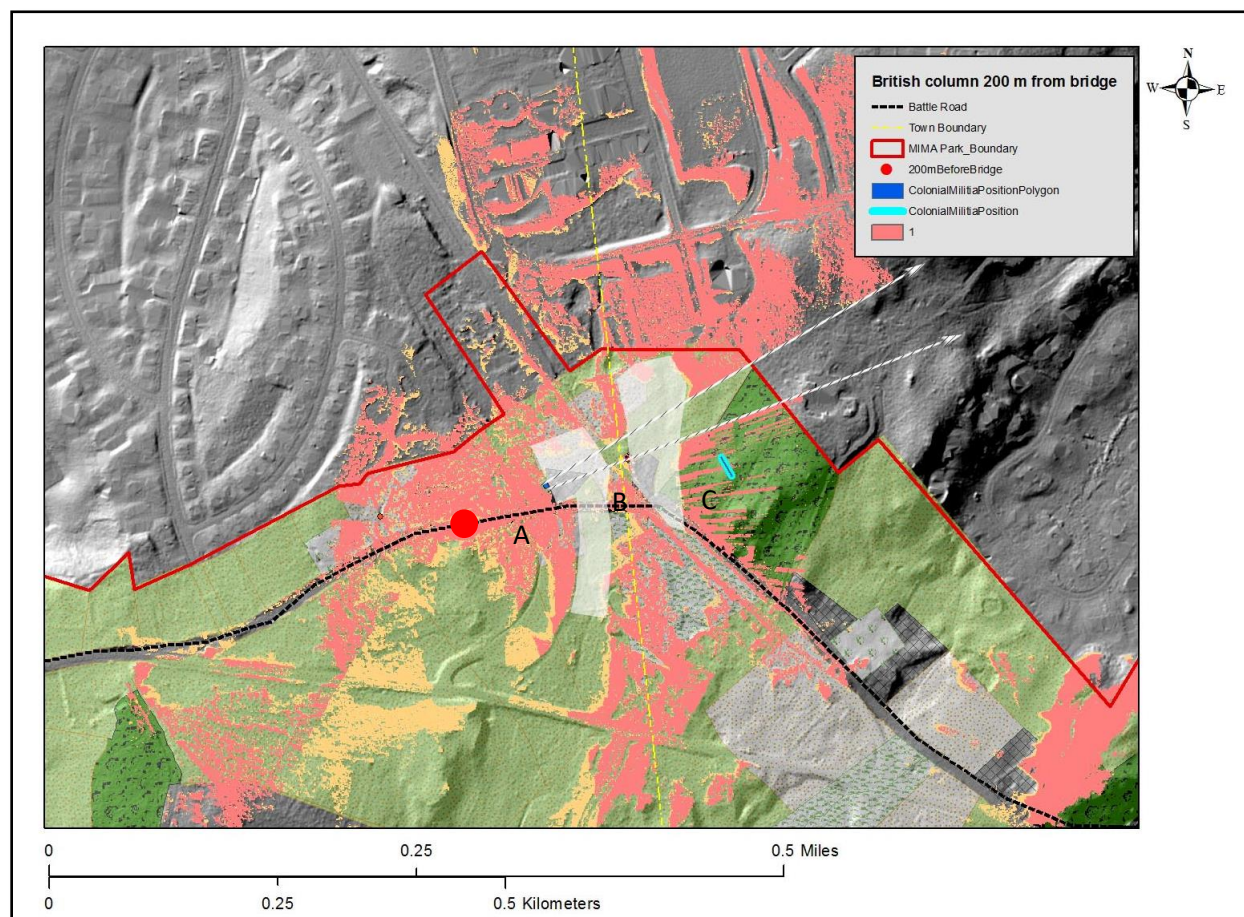 N
W E
S
British column 200 m from bridge
Battle Road
Town Boundary
MIMA Park_Boundary
200mBeforeBridge
ColonialMilitiaPositionPolygon
ColonialMilitiaPosition
1
A B C
0 0.25 0.5 Miles
0 0.25 0.5 Kilometers